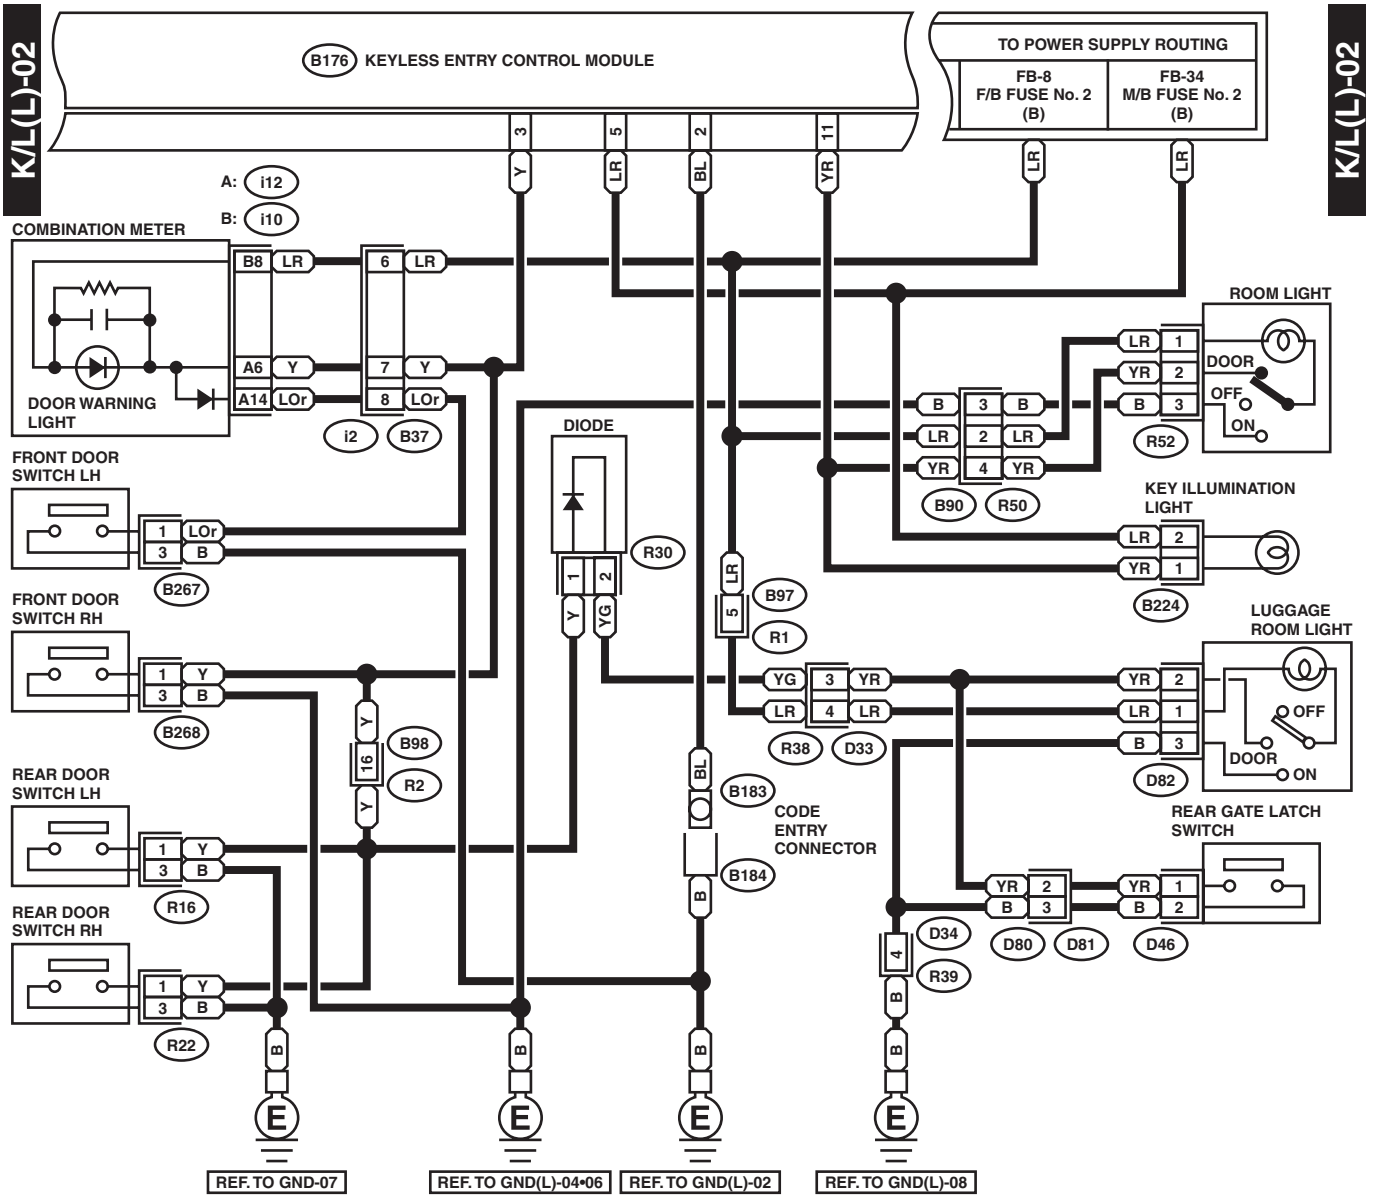 K/L(L)-02
K/L(L)-02
B176 KEYLESS ENTRY CONTROL MODULE
TO POWER SUPPLY ROUTING
FB-8
F/B FUSE No. 2
(B)
FB-34
M/B FUSE No. 2
(B)
3 5 2 11
Y LR BL YR LR LR
A: i12
B: i10
COMBINATION METER
B8 LR 6 LR
A6 Y 7 Y
A14 LOr 8 LOr
DOOR WARNING
LIGHT
i2 B37
ROOM LIGHT
LR 1
YR 2
B 3
DOOR
OFF
ON
R52
B 3 B
LR 2 LR
YR 4 YR
B90 R50
FRONT DOOR
SWITCH LH
1 LOr
3 B
B267
DIODE
R30
1 2
Y YG
KEY ILLUMINATION
LIGHT
LR 2
YR 1
B224
FRONT DOOR
SWITCH RH
1 Y
3 B
B268
LR
5
B97
R1
LUGGAGE
ROOM LIGHT
YR 2
LR 1
B 3
OFF
DOOR
ON
D82
YG 3 YR
LR 4 LR
R38 D33
Y
16
Y
B98
R2
BL
B183
CODE
ENTRY
CONNECTOR
B184
B
REAR DOOR
SWITCH LH
1 Y
3 B
R16
REAR GATE LATCH
SWITCH
YR 2 YR 1
B 3 B 2
D80 D81 D46
REAR DOOR
SWITCH RH
1 Y
3 B
R22
4
D34
R39
B
B B B B
E E E E
REF. TO GND-07
REF. TO GND(L)-04•06
REF. TO GND(L)-02
REF. TO GND(L)-08